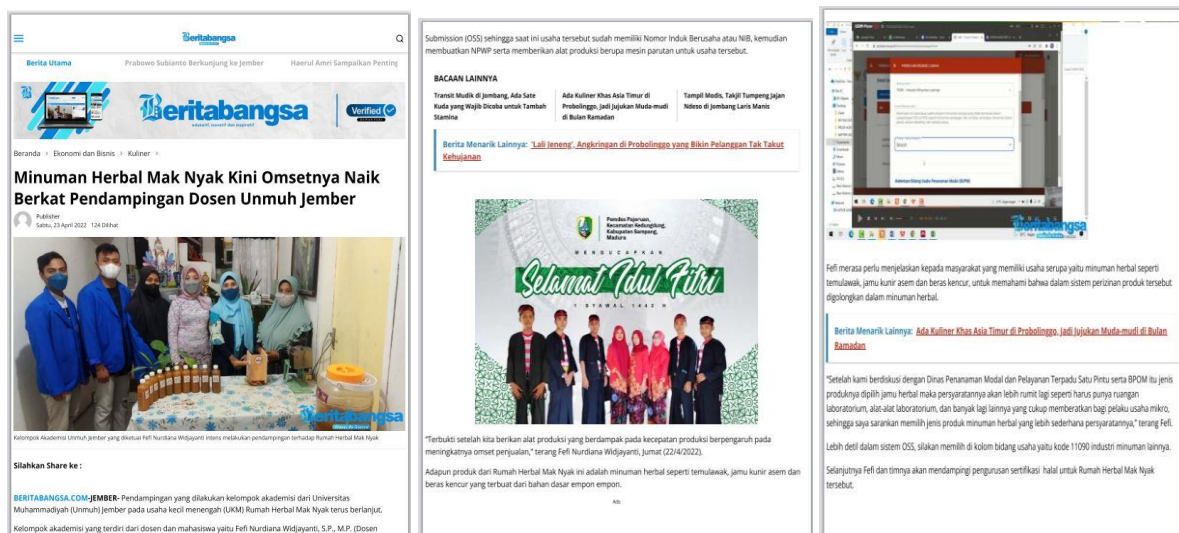 Beritabangsa
Berita Utama Prabowo Subianto Berkunjung ke Jember Haerul Amri Sampaikan Penting
Beritabangsa
edukatif, inovatif dan inspiratif
Verified
Beranda > Ekonomi dan Bisnis > Kuliner >
Minuman Herbal Mak Nyak Kini Omsetnya Naik
Berkat Pendampingan Dosen Unmuh Jember
Publisher
Sabtu, 23 April 2022 124 Dilihat
Beritabangsa
Kelompok Akademisi Unmuh Jember yang diketuai Fefi Nurdiana Widjayanti intens melakukan pendampingan terhadap Rumah Herbal Mak Nyak
Silahkan Share ke :
BERITABANGSA.COM-JEMBER- Pendampingan yang dilakukan kelompok akademisi dari Universitas
Muhammadiyah (Unmuh) Jember pada usaha kecil menengah (UKM) Rumah Herbal Mak Nyak terus berlanjut.
Kelompok akademisi yang terdiri dari dosen dan mahasiswa yaitu Fefi Nurdiana Widjayanti, S.P., M.P. (Dosen
Submission (OSS) sehingga saat ini usaha tersebut sudah memiliki Nomor Induk Berusaha atau NIB, kemudian
membuatkan NPWP serta memberikan alat produksi berupa mesin parutan untuk usaha tersebut.
BACAAN LAINNYA
Transit Mudik di Jombang, Ada Sate
Kuda yang Wajib Dicoba untuk Tambah
Stamina
Ada Kuliner Khas Asia Timur di
Probolinggo, Jadi Jujukan Muda-mudi
di Bulan Ramadan
Tampil Modis, Takjil Tumpeng Jajan
Ndeso di Jombang Laris Manis
Berita Menarik Lainnya: 'Lali Jeneng', Angkringan di Probolinggo yang Bikin Pelanggan Tak Takut
Kehujanan
Pemdes Pajeruan,
Kecamatan Kedungdung,
Kabupaten Sampang,
Madura
MENGUCAPKAN
Selamat Idul Fitri
1 SYAWAL 1443 H
"Terbukti setelah kita berikan alat produksi yang berdampak pada kecepatan produksi berpengaruh pada
meningkatnya omset penjualan," terang Fefi Nurdiana Widjayanti, Jumat (22/4/2022).
Adapun produk dari Rumah Herbal Mak Nyak ini adalah minuman herbal seperti temulawak, jamu kunir asem dan
beras kencur yang terbuat dari bahan dasar empon empon.
Ads
Beritabangsa
Fefi merasa perlu menjelaskan kepada masyarakat yang memiliki usaha serupa yaitu minuman herbal seperti
temulawak, jamu kunir asem dan beras kencur, untuk memahami bahwa dalam sistem perizinan produk tersebut
digolongkan dalam minuman herbal.
Berita Menarik Lainnya: Ada Kuliner Khas Asia Timur di Probolinggo, Jadi Jujukan Muda-mudi di Bulan
Ramadan
"Setelah kami berdiskusi dengan Dinas Penanaman Modal dan Pelayanan Terpadu Satu Pintu serta BPOM itu jenis
produknya dipilih jamu herbal maka persyaratannya akan lebih rumit lagi seperti harus punya ruangan
laboratorium, alat-alat laboratorium, dan banyak lagi lainnya yang cukup memberatkan bagi pelaku usaha mikro,
sehingga saya sarankan memilih jenis produk minuman herbal yang lebih sederhana persyaratannya," terang Fefi.
Lebih detil dalam sistem OSS, silakan memilih di kolom bidang usaha yaitu kode 11090 industri minuman lainnya.
Selanjutnya Fefi dan timnya akan mendampingi pengurusan sertifikasi halal untuk Rumah Herbal Mak Nyak
tersebut.